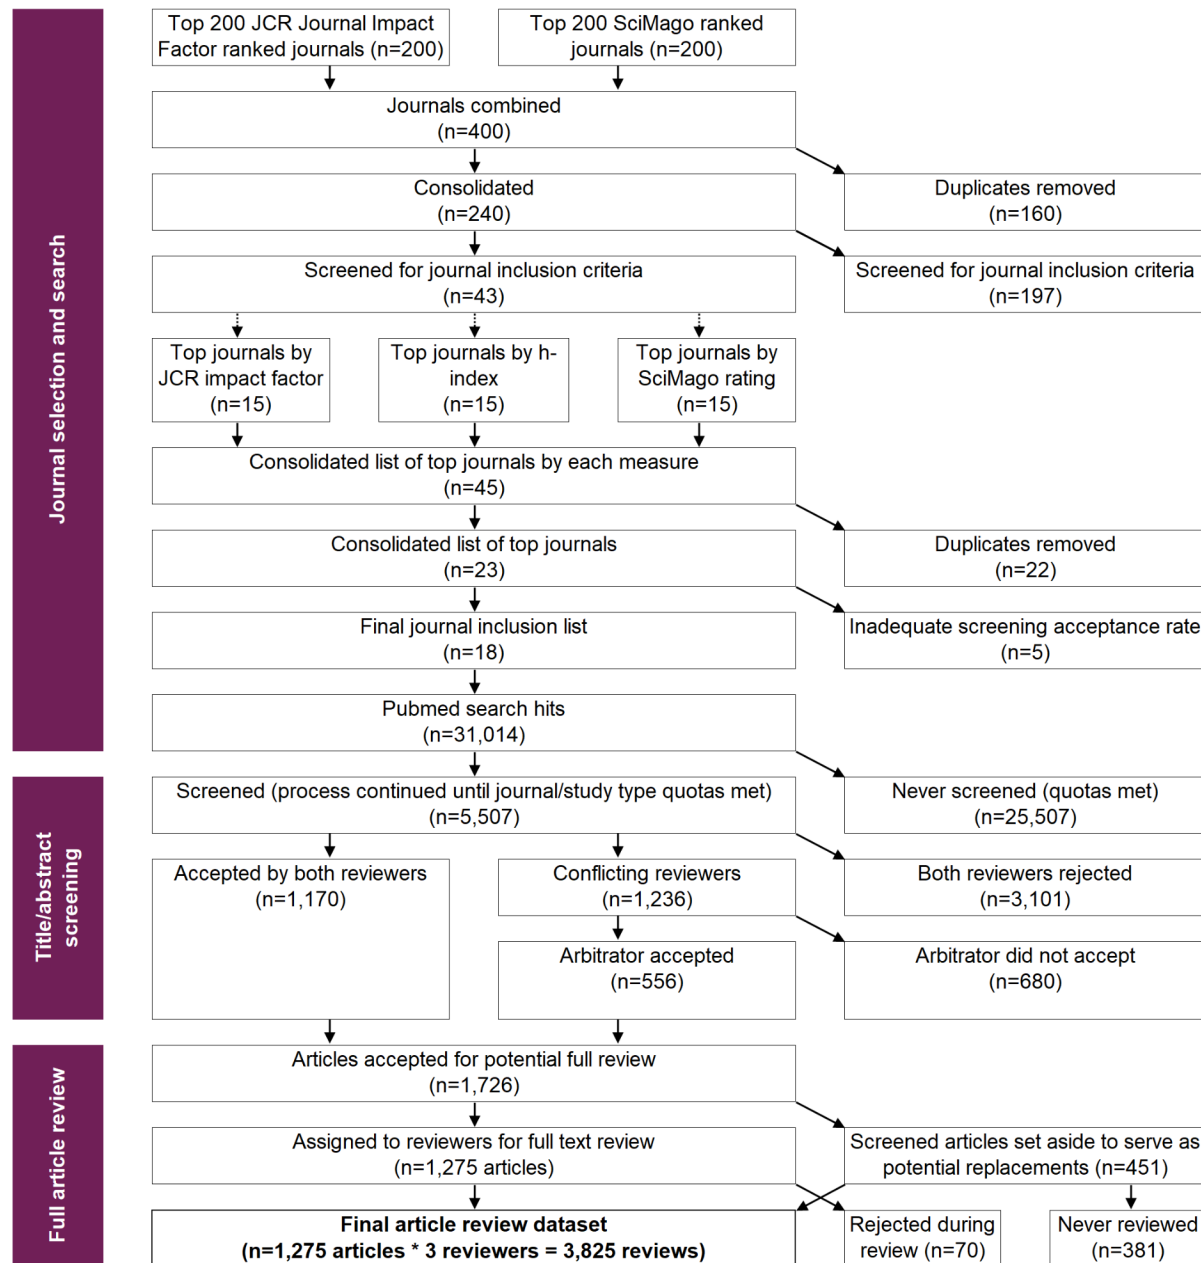 Journal selection and search
Top 200 JCR Journal Impact
Factor ranked journals (n=200)
Top 200 SciMago ranked
journals (n=200)
Journals combined
(n=400)
Consolidated
(n=240)
Duplicates removed
(n=160)
Screened for journal inclusion criteria
(n=43)
Screened for journal inclusion criteria
(n=197)
Top journals by
JCR impact factor
(n=15)
Top journals by h-
index
(n=15)
Top journals by
SciMago rating
(n=15)
Consolidated list of top journals by each measure
(n=45)
Consolidated list of top journals
(n=23)
Duplicates removed
(n=22)
Final journal inclusion list
(n=18)
Inadequate screening acceptance rate
(n=5)
Pubmed search hits
(n=31,014)
Title/abstract
screening
Screened (process continued until journal/study type quotas met)
(n=5,507)
Never screened (quotas met)
(n=25,507)
Accepted by both reviewers
(n=1,170)
Conflicting reviewers
(n=1,236)
Both reviewers rejected
(n=3,101)
Arbitrator accepted
(n=556)
Arbitrator did not accept
(n=680)
Full article review
Articles accepted for potential full review
(n=1,726)
Assigned to reviewers for full text review
(n=1,275 articles)
Screened articles set aside to serve as
potential replacements (n=451)
Final article review dataset
(n=1,275 articles * 3 reviewers = 3,825 reviews)
Rejected during
review (n=70)
Never reviewed
(n=381)